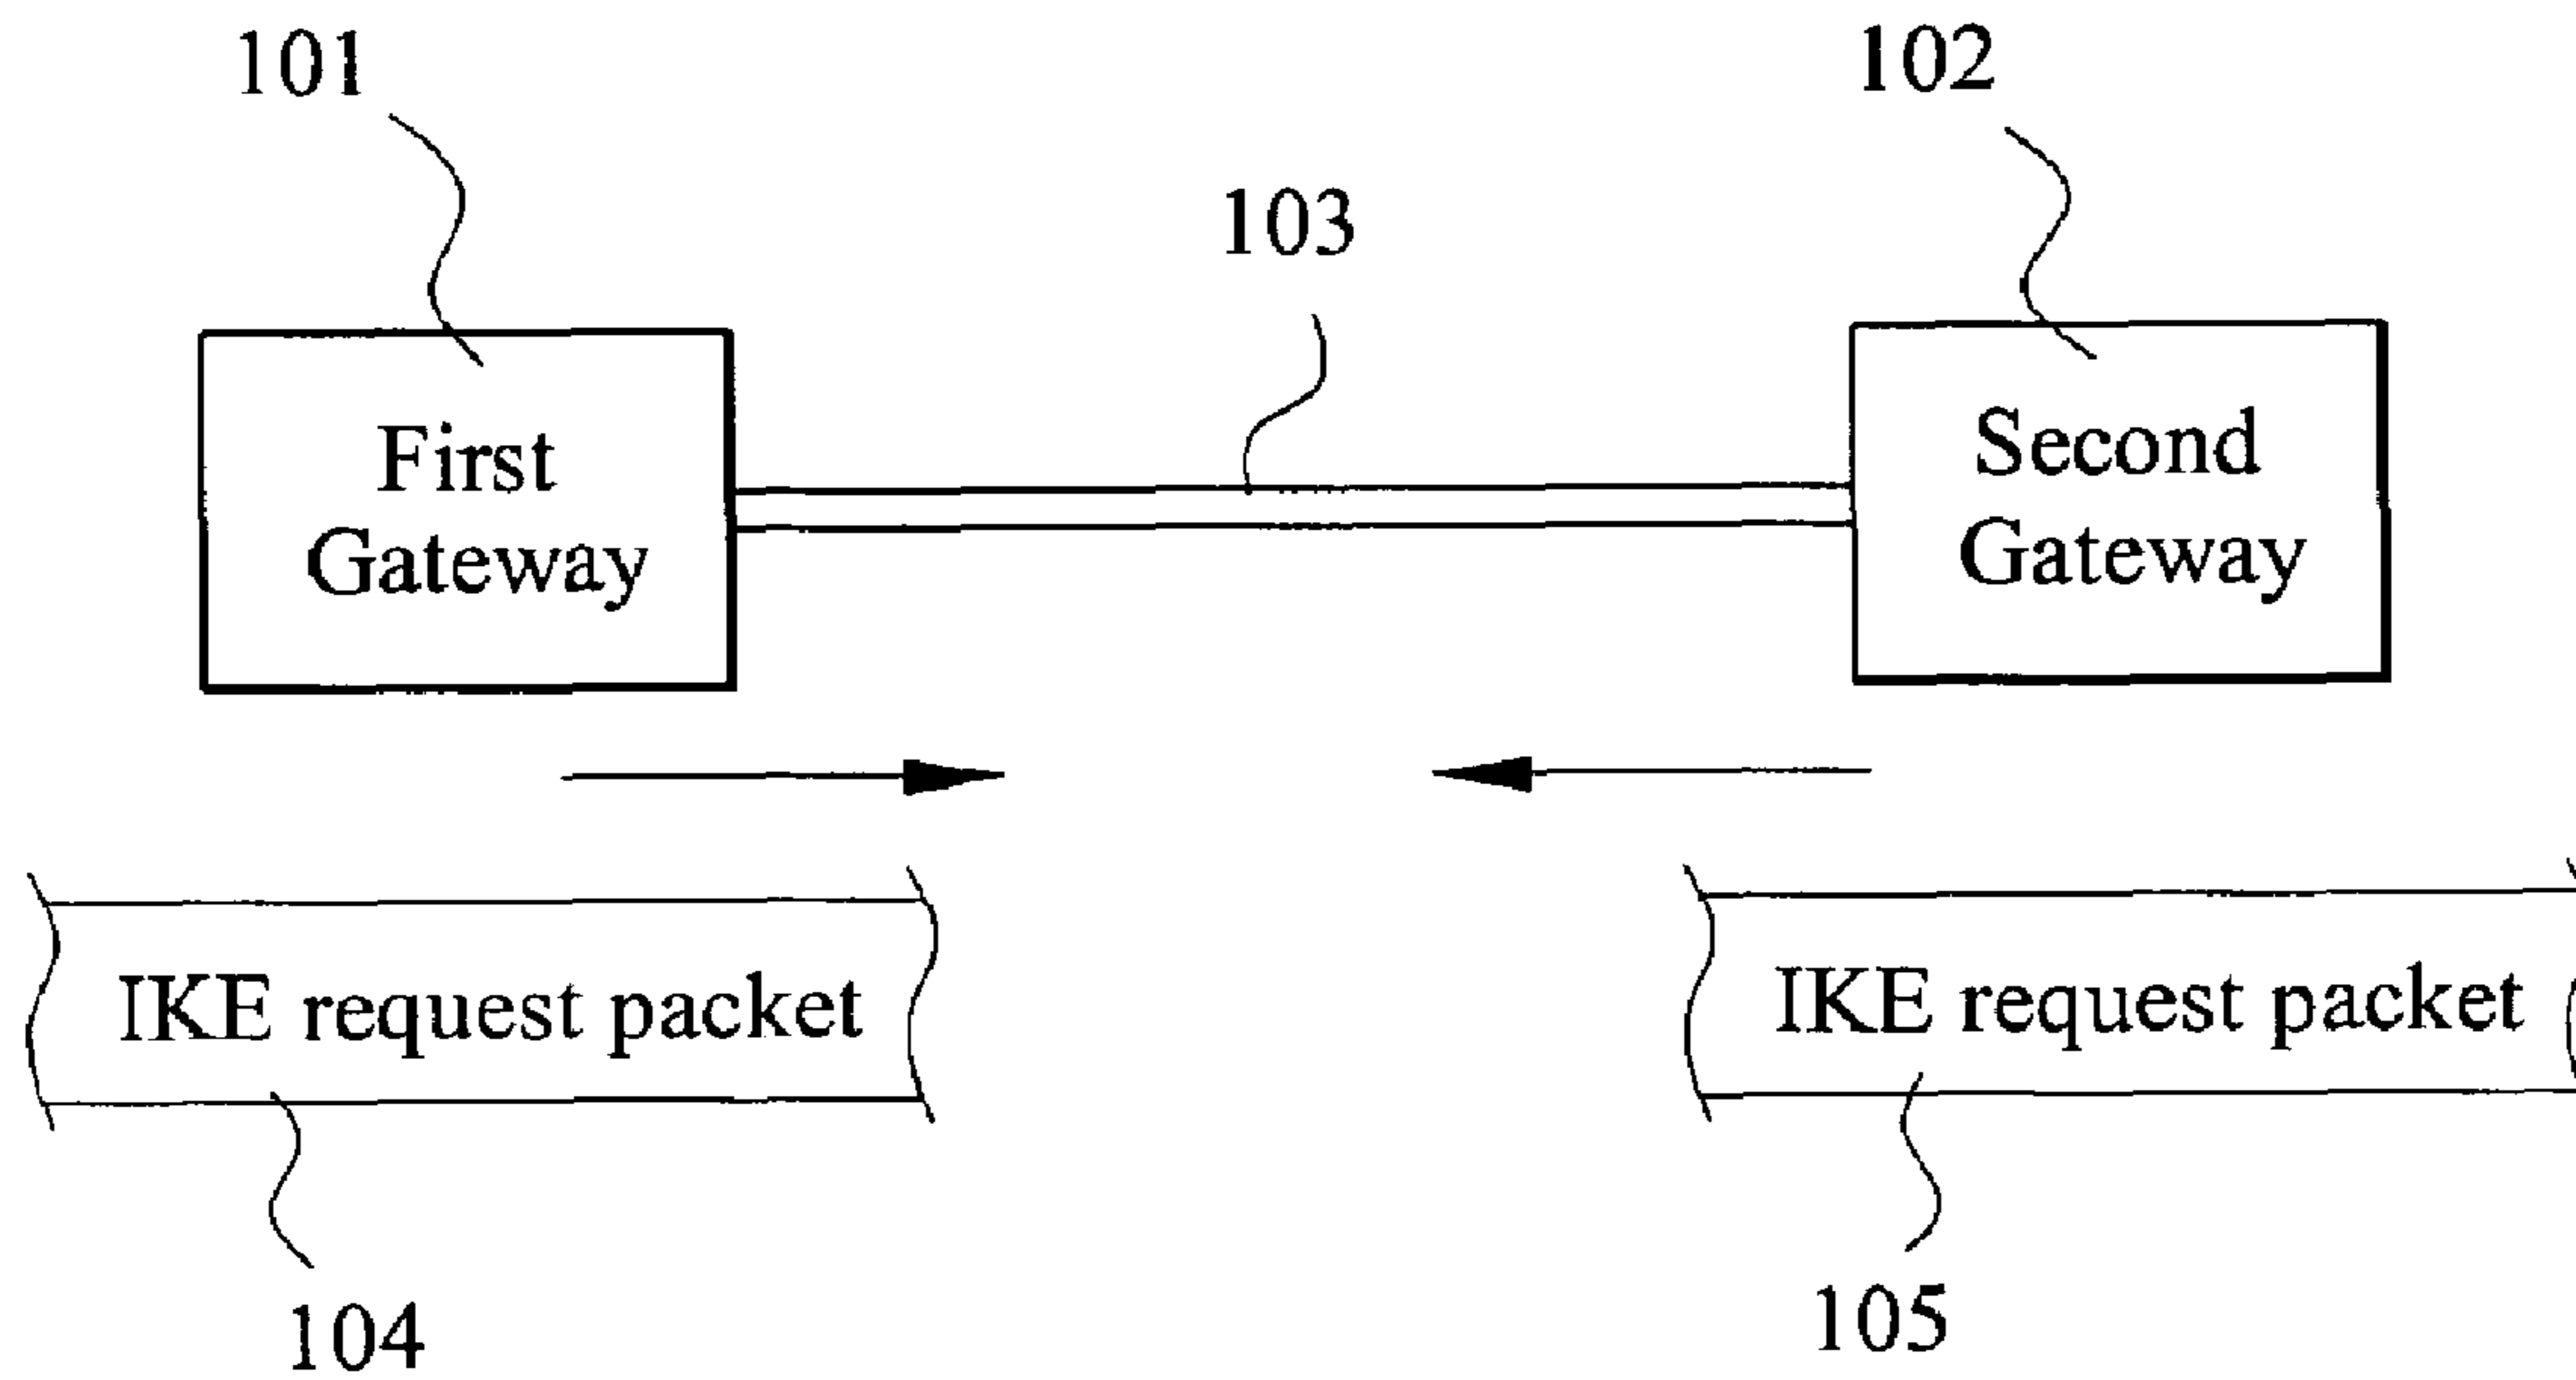 101
102
103
First
Gateway
Second
Gateway
IKE request packet
IKE request packet
104
105